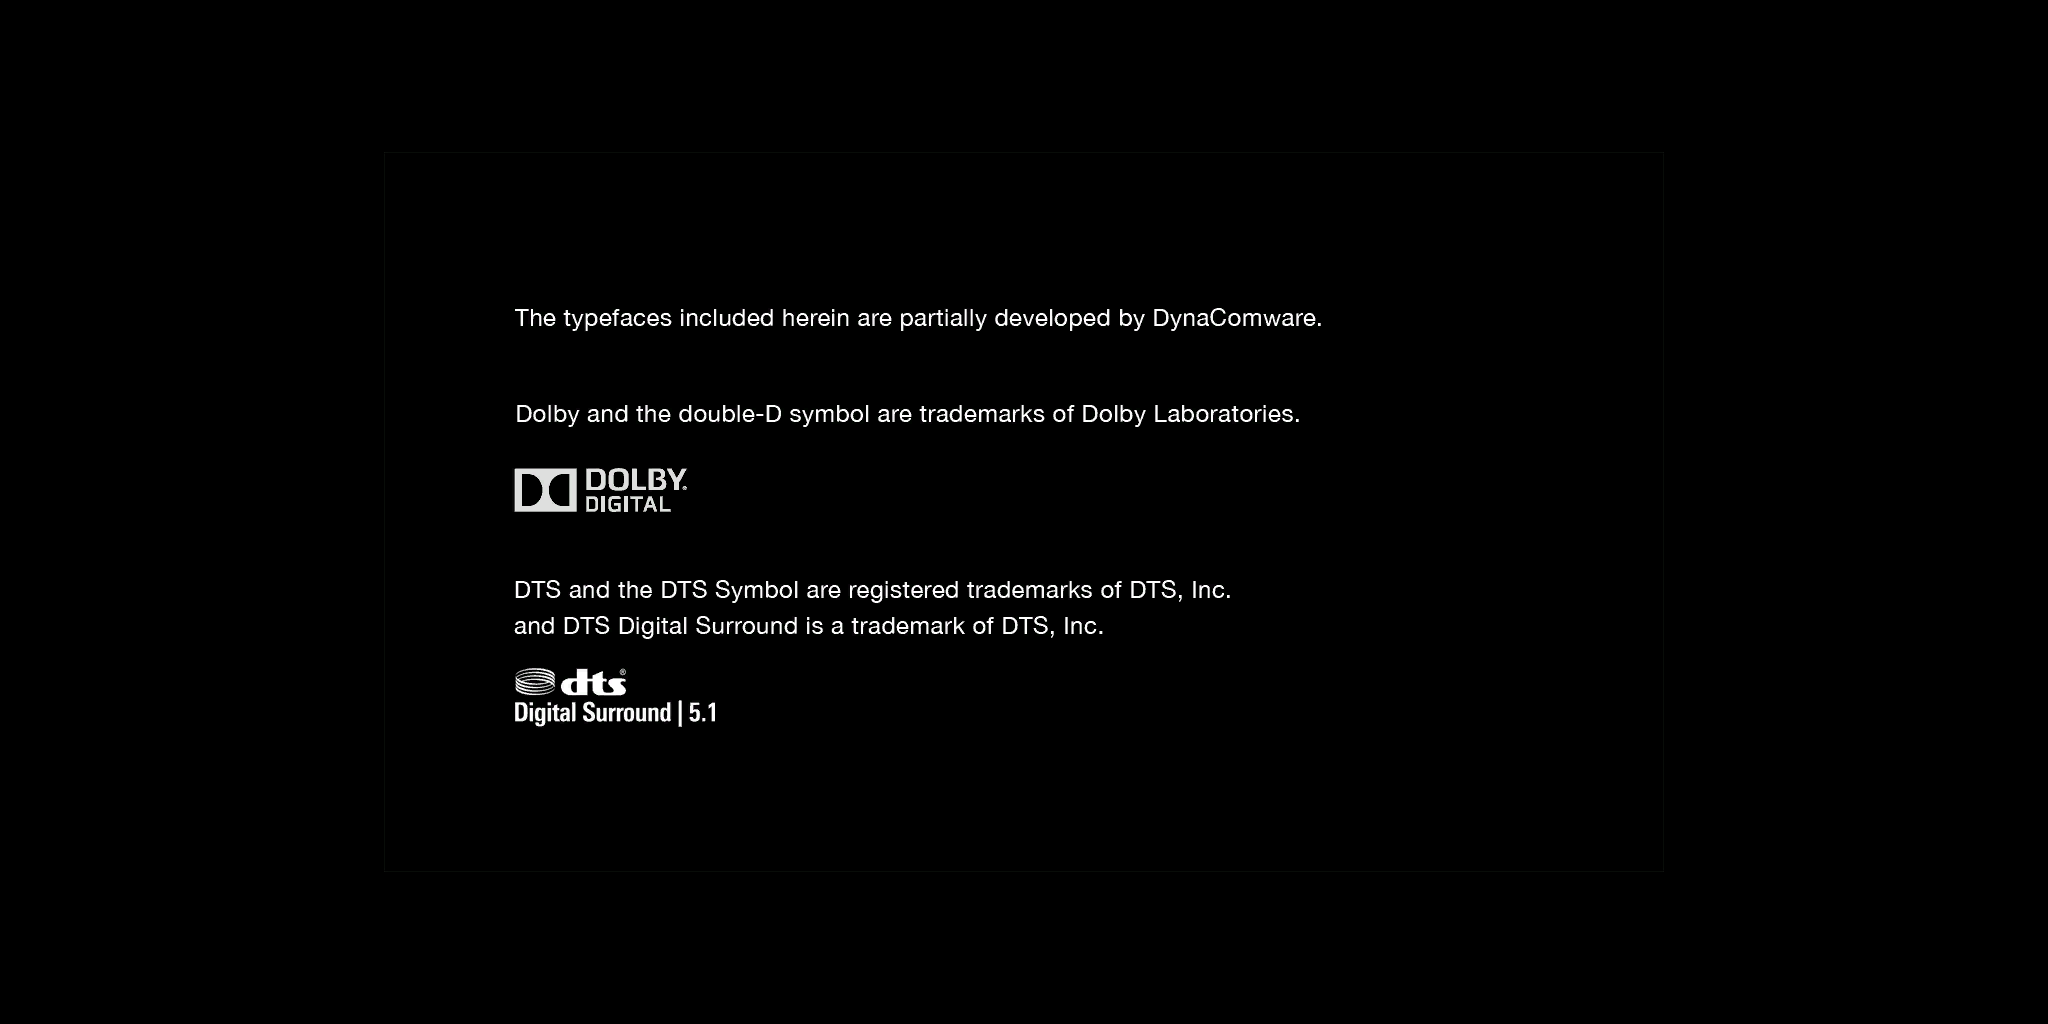 The typefaces included herein are partially developed by DynaComware.
Dolby and the double-D symbol are trademarks of Dolby Laboratories.
DOLBY®
DIGITAL
DTS and the DTS Symbol are registered trademarks of DTS, Inc.
and DTS Digital Surround is a trademark of DTS, Inc.
dts®
Digital Surround | 5.1